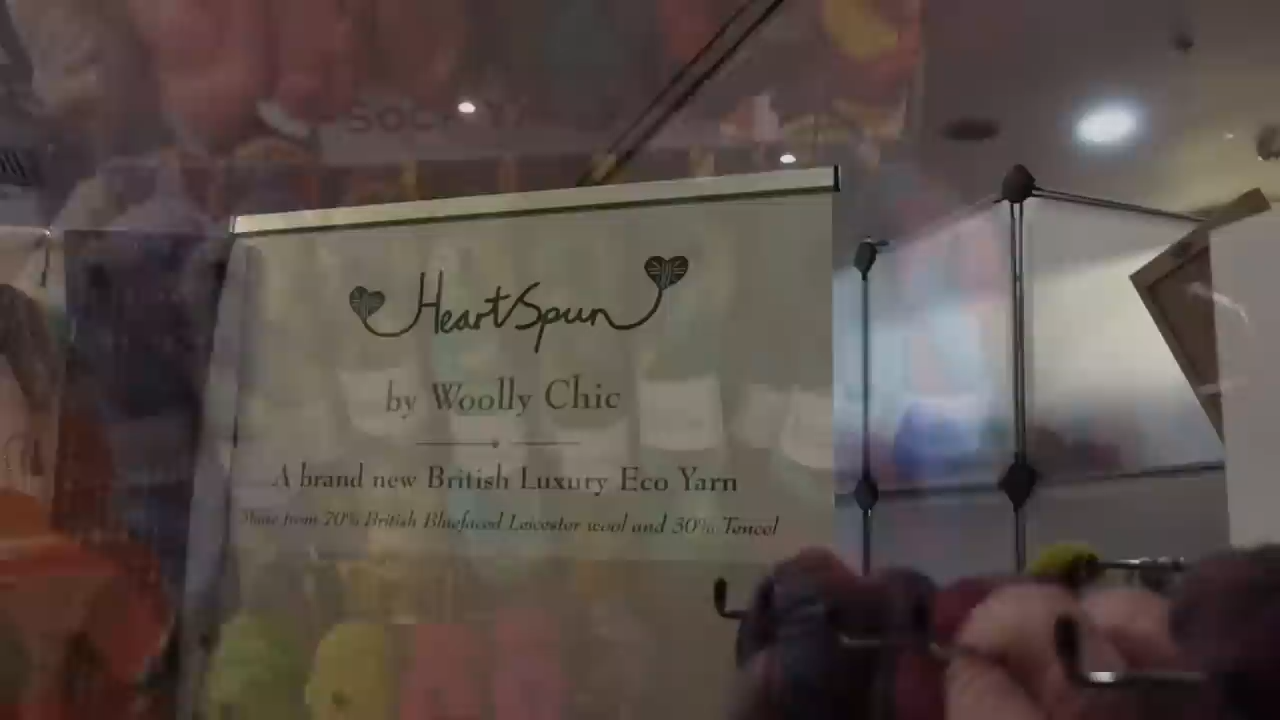 HeartSpun
by Woolly Chic
A brand new British Luxury Eco Yarn
Made from 70% British Bluefaced Leicester wool and 30% Tencel